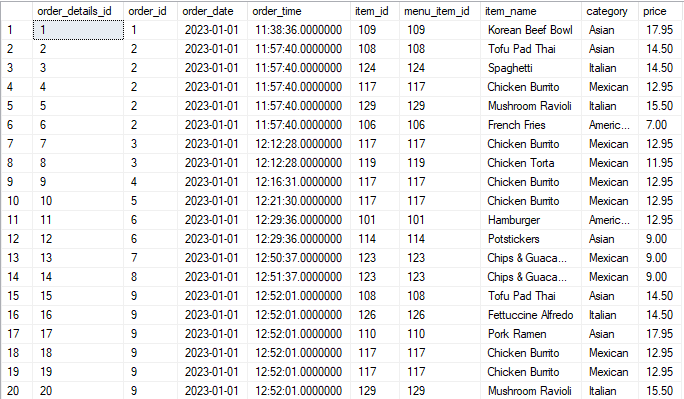 order_details_id order_id order_date order_time item_id menu_item_id item_name category price
1 1 1 2023-01-01 11:38:36.0000000 109 109 Korean Beef Bowl Asian 17.95
2 2 2 2023-01-01 11:57:40.0000000 108 108 Tofu Pad Thai Asian 14.50
3 3 2 2023-01-01 11:57:40.0000000 124 124 Spaghetti Italian 14.50
4 4 2 2023-01-01 11:57:40.0000000 117 117 Chicken Burrito Mexican 12.95
5 5 2 2023-01-01 11:57:40.0000000 129 129 Mushroom Ravioli Italian 15.50
6 6 2 2023-01-01 11:57:40.0000000 106 106 French Fries Americ... 7.00
7 7 3 2023-01-01 12:12:28.0000000 117 117 Chicken Burrito Mexican 12.95
8 8 3 2023-01-01 12:12:28.0000000 119 119 Chicken Torta Mexican 11.95
9 9 4 2023-01-01 12:16:31.0000000 117 117 Chicken Burrito Mexican 12.95
10 10 5 2023-01-01 12:21:30.0000000 117 117 Chicken Burrito Mexican 12.95
11 11 6 2023-01-01 12:29:36.0000000 101 101 Hamburger Americ... 12.95
12 12 6 2023-01-01 12:29:36.0000000 114 114 Potstickers Asian 9.00
13 13 7 2023-01-01 12:50:37.0000000 123 123 Chips & Guaca... Mexican 9.00
14 14 8 2023-01-01 12:51:37.0000000 123 123 Chips & Guaca... Mexican 9.00
15 15 9 2023-01-01 12:52:01.0000000 108 108 Tofu Pad Thai Asian 14.50
16 16 9 2023-01-01 12:52:01.0000000 126 126 Fettuccine Alfredo Italian 14.50
17 17 9 2023-01-01 12:52:01.0000000 110 110 Pork Ramen Asian 17.95
18 18 9 2023-01-01 12:52:01.0000000 117 117 Chicken Burrito Mexican 12.95
19 19 9 2023-01-01 12:52:01.0000000 117 117 Chicken Burrito Mexican 12.95
20 20 9 2023-01-01 12:52:01.0000000 129 129 Mushroom Ravioli Italian 15.50